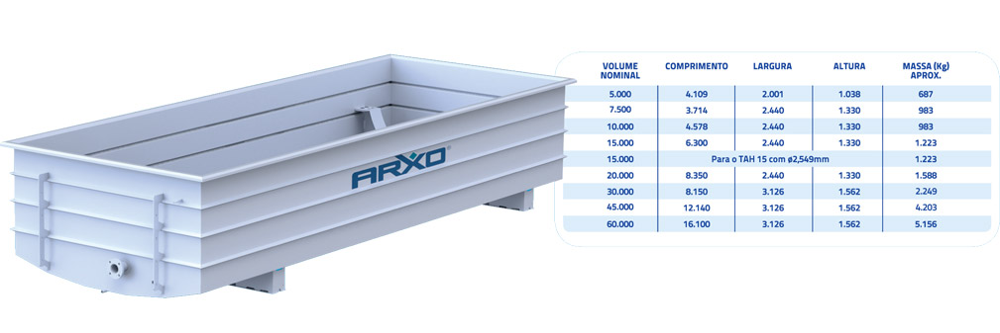 ARXO®
VOLUME NOMINAL COMPRIMENTO LARGURA ALTURA MASSA (Kg) APROX.
5.000 4.109 2.001 1.038 687
7.500 3.714 2.440 1.330 983
10.000 4.578 2.440 1.330 983
15.000 6.300 2.440 1.330 1.223
15.000 Para o TAH 15 com ø2,549mm 1.223
20.000 8.350 2.440 1.330 1.588
30.000 8.150 3.126 1.562 2.249
45.000 12.140 3.126 1.562 4.203
60.000 16.100 3.126 1.562 5.156